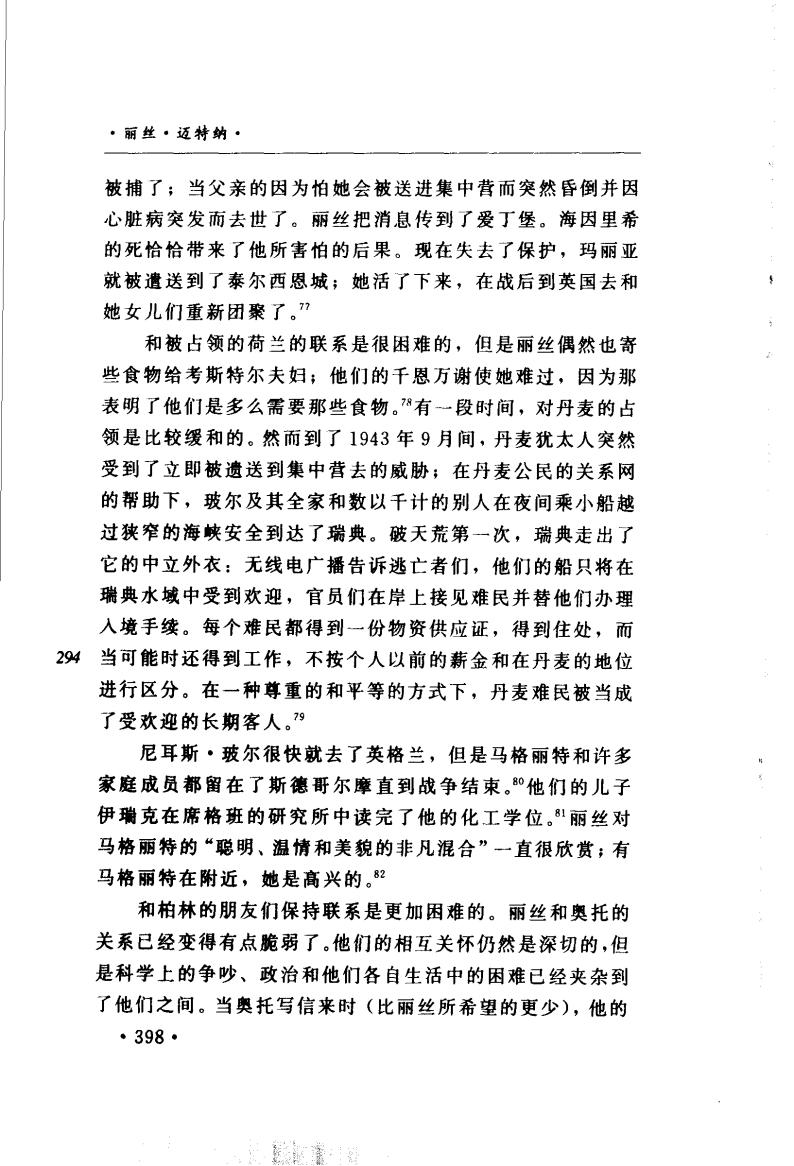 ·丽丝·迈特纳·
被捕了；当父亲的因为怕她会被送进集中营而突然昏倒并因
心脏病突发而去世了。丽丝把消息传到了爱丁堡。海因里希
的死恰恰带来了他所害怕的后果。现在失去了保护，玛丽亚
就被遣送到了泰尔西恩城；她活了下来，在战后到英国去和
她女儿们重新团聚了。⁷⁷
和被占领的荷兰的联系是很困难的，但是丽丝偶然也寄
些食物给考斯特尔夫妇；他们的千恩万谢使她难过，因为那
表明了他们是多么需要那些食物。⁷⁸有一段时间，对丹麦的占
领是比较缓和的。然而到了1943年9月间，丹麦犹太人突然
受到了立即被遣送到集中营去的威胁；在丹麦公民的关系网
的帮助下，玻尔及其全家和数以千计的别人在夜间乘小船越
过狭窄的海峡安全到达了瑞典。破天荒第一次，瑞典走出了
它的中立外衣：无线电广播告诉逃亡者们，他们的船只将在
瑞典水域中受到欢迎，官员们在岸上接见难民并替他们办理
入境手续。每个难民都得到一份物资供应证，得到住处，而
294 当可能时还得到工作，不按个人以前的薪金和在丹麦的地位
进行区分。在一种尊重的和平等的方式下，丹麦难民被当成
了受欢迎的长期客人。⁷⁹
尼耳斯·玻尔很快就去了英格兰，但是马格丽特和许多
家庭成员都留在了斯德哥尔摩直到战争结束。⁸⁰他们的儿子
伊瑞克在席格班的研究所中读完了他的化工学位。⁸¹丽丝对
马格丽特的“聪明、温情和美貌的非凡混合”一直很欣赏；有
马格丽特在附近，她是高兴的。⁸²
和柏林的朋友们保持联系是更加困难的。丽丝和奥托的
关系已经变得有点脆弱了。他们的相互关怀仍然是深切的，但
是科学上的争吵、政治和他们各自生活中的困难已经夹杂到
了他们之间。当奥托写信来时（比丽丝所希望的更少），他的
·398·